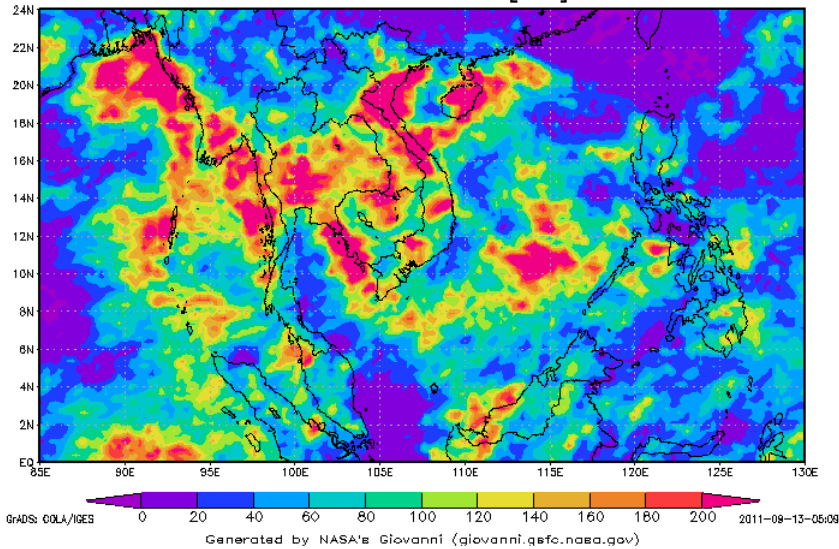 24N
22N
20N
18N
16N
14N
12N
10N
8N
6N
4N
2N
EQ
85E 90E 95E 100E 105E 110E 115E 120E 125E 130E
0 20 40 60 80 100 120 140 160 180 200
GrADS: COLA/IGES 2011-09-13-05:09
Generated by NASA's Giovanni (giovanni.gsfc.nasa.gov)